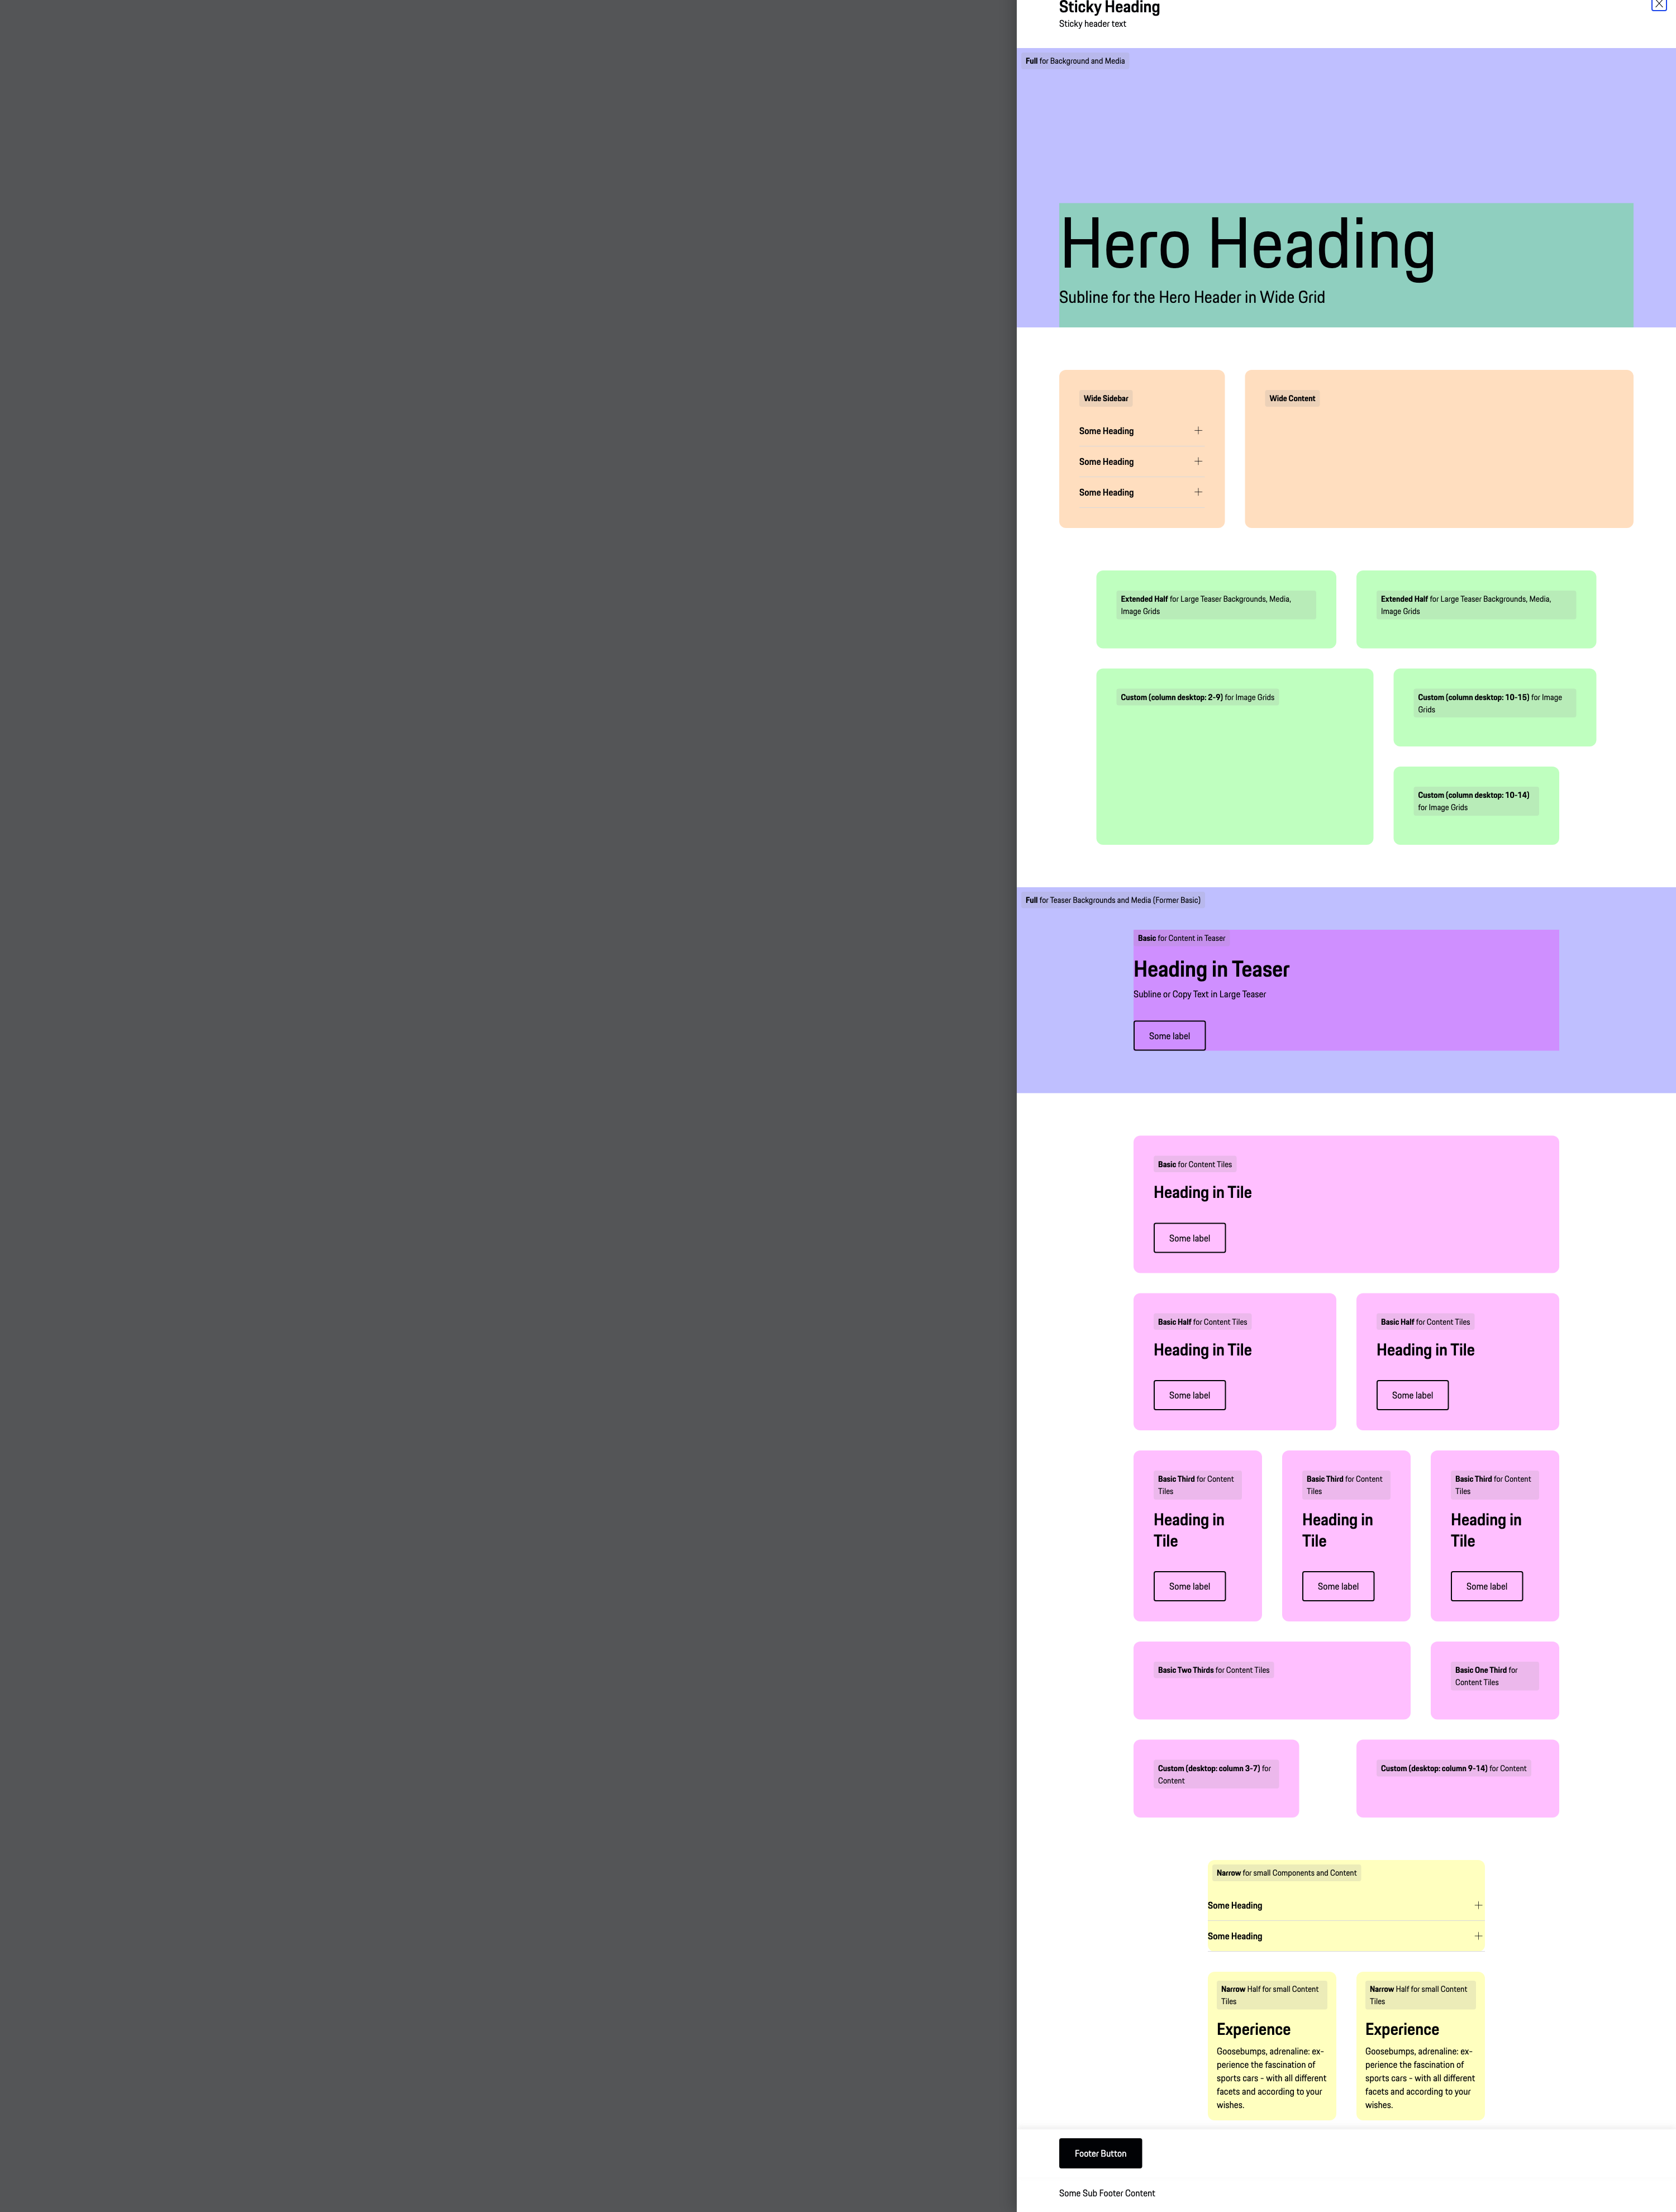 Sticky Heading
Sticky header text
Full for Background and Media
Hero Heading
Subline for the Hero Header in Wide Grid
Wide Sidebar
Some Heading
Some Heading
Some Heading
Wide Content
Extended Half for Large Teaser Backgrounds, Media,
Image Grids
Extended Half for Large Teaser Backgrounds, Media,
Image Grids
Custom (column desktop: 2-9) for Image Grids
Custom (column desktop: 10-15) for Image
Grids
Custom (column desktop: 10-14)
for Image Grids
Full for Teaser Backgrounds and Media (Former Basic)
Basic for Content in Teaser
Heading in Teaser
Subline or Copy Text in Large Teaser
Some label
Basic for Content Tiles
Heading in Tile
Some label
Basic Half for Content Tiles
Heading in Tile
Some label
Basic Half for Content Tiles
Heading in Tile
Some label
Basic Third for Content
Tiles
Heading in
Tile
Some label
Basic Third for Content
Tiles
Heading in
Tile
Some label
Basic Third for Content
Tiles
Heading in
Tile
Some label
Basic Two Thirds for Content Tiles
Basic One Third for
Content Tiles
Custom (desktop: column 3-7) for
Content
Custom (desktop: column 9-14) for Content
Narrow for small Components and Content
Some Heading
Some Heading
Narrow Half for small Content
Tiles
Experience
Goosebumps, adrenaline: ex-
perience the fascination of
sports cars - with all different
facets and according to your
wishes.
Narrow Half for small Content
Tiles
Experience
Goosebumps, adrenaline: ex-
perience the fascination of
sports cars - with all different
facets and according to your
wishes.
Footer Button
Some Sub Footer Content